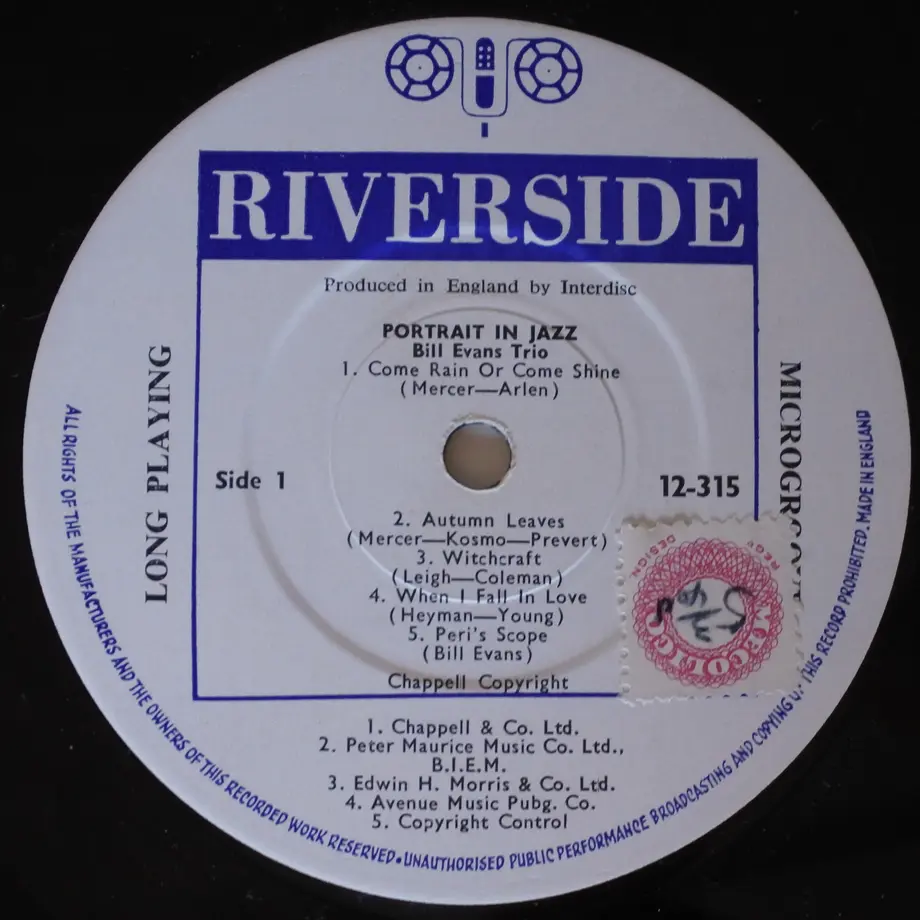 RIVERSIDE
Produced in England by Interdisc
PORTRAIT IN JAZZ
Bill Evans Trio
1. Come Rain Or Come Shine
(Mercer—Arlen)
Side 1
12-315
2. Autumn Leaves
(Mercer—Kosmo—Prevert)
3. Witchcraft
(Leigh—Coleman)
4. When I Fall In Love
(Heyman—Young)
5. Peri's Scope
(Bill Evans)
Chappell Copyright
1. Chappell & Co. Ltd.
2. Peter Maurice Music Co. Ltd.,
B.I.E.M.
3. Edwin H. Morris & Co. Ltd.
4. Avenue Music Pubg. Co.
5. Copyright Control
LONG PLAYING
ALL RIGHTS OF THE MANUFACTURERS AND THE OWNERS OF THIS RECORDED WORK RESERVED • UNAUTHORISED PUBLIC PERFORMANCE BROADCASTING AND COPYING OF THIS RECORD PROHIBITED. MADE IN ENGLAND
REGD DESIGN